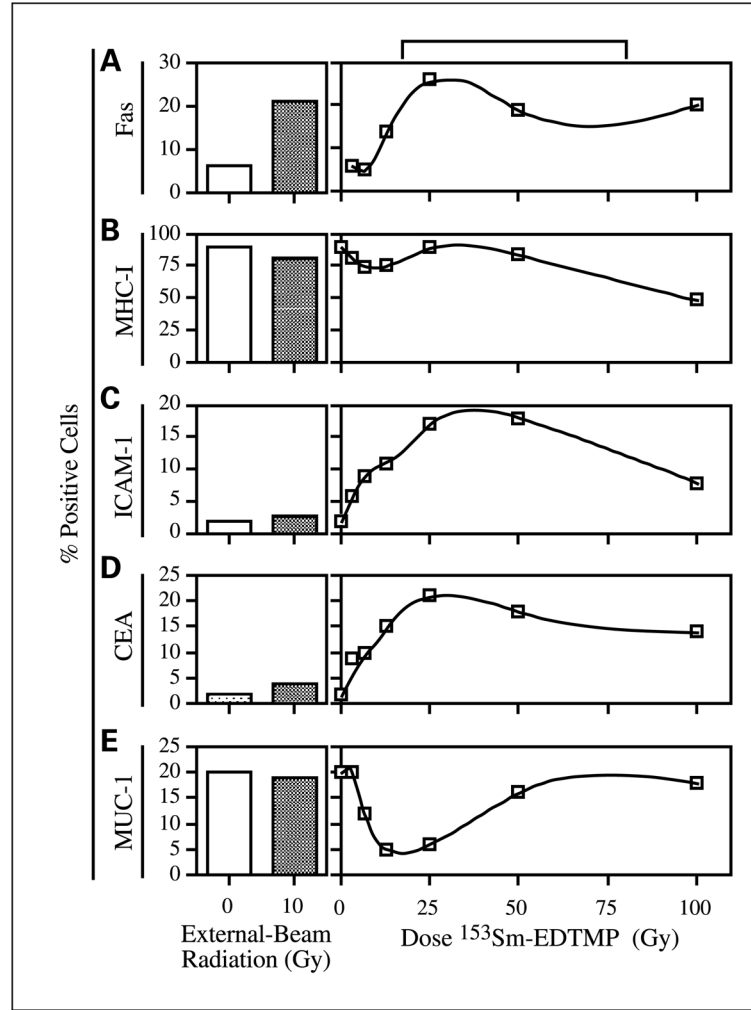 A
Fas
30
20
10
0
B
MHC-I
100
75
50
25
0
C
ICAM-1
20
15
10
5
0
D
CEA
25
20
15
10
5
0
E
MUC-1
25
20
15
10
5
0
% Positive Cells
0 10
External-Beam
Radiation (Gy)
0 25 50 75 100
Dose ¹⁵³Sm-EDTMP (Gy)